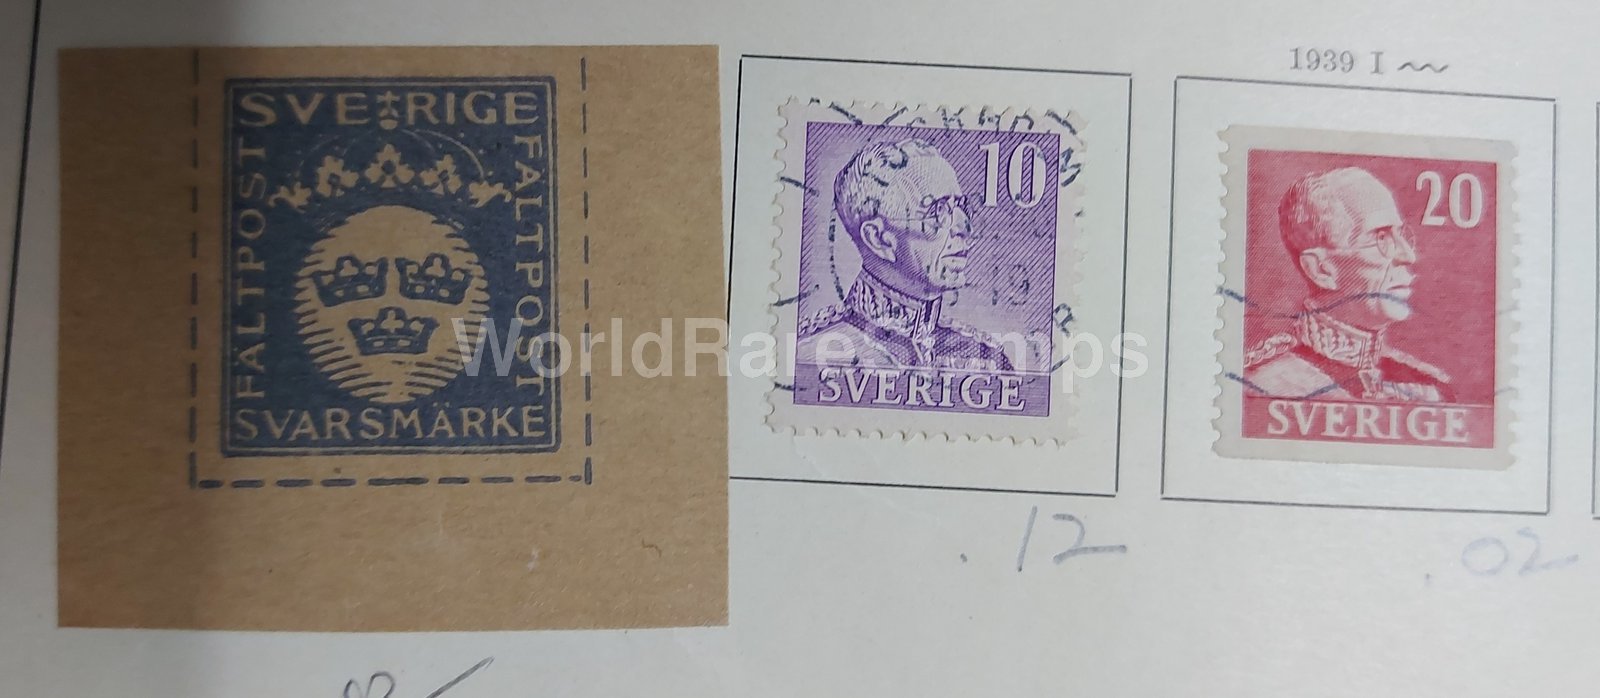 SVERIGE
FÄLTPOST
FÄLTPOST
SVARSMÄRKE
10
SVERIGE
1939 I
20
SVERIGE
.12
.02
WorldRareStamps